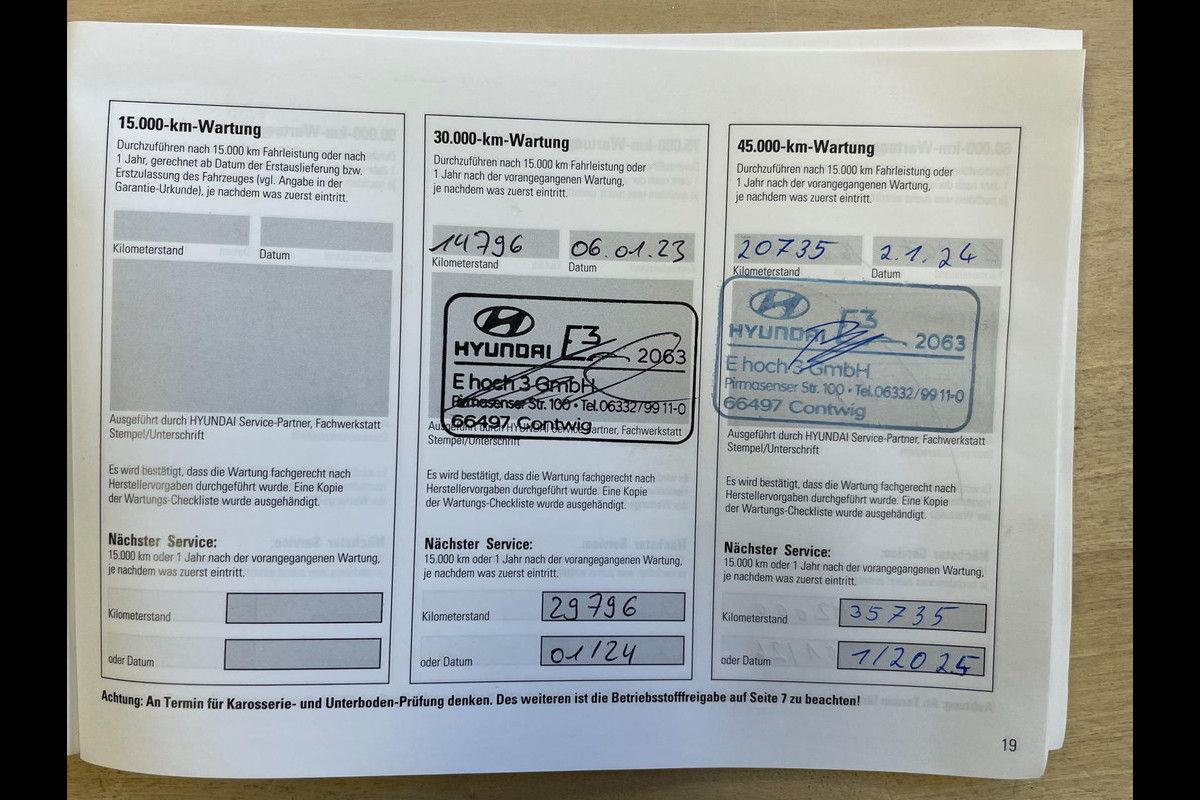 15.000-km-Wartung
Durchzuführen nach 15.000 km Fahrleistung oder nach
1 Jahr, gerechnet ab Datum der Erstauslieferung bzw.
Erstzulassung des Fahrzeuges (vgl. Angabe in der
Garantie-Urkunde), je nachdem was zuerst eintritt.
Kilometerstand Datum
Ausgeführt durch HYUNDAI Service-Partner, Fachwerkstatt
Stempel/Unterschrift
Es wird bestätigt, dass die Wartung fachgerecht nach
Herstellervorgaben durchgeführt wurde. Eine Kopie
der Wartungs-Checkliste wurde ausgehändigt.
Nächster Service:
15.000 km oder 1 Jahr nach der vorangegangenen Wartung,
je nachdem was zuerst eintritt.
Kilometerstand
oder Datum
30.000-km-Wartung
Durchzuführen nach 15.000 km Fahrleistung oder
1 Jahr nach der vorangegangenen Wartung,
je nachdem was zuerst eintritt.
14796 06.01.23
Kilometerstand Datum
HYUNDAI E3 2063
E hoch 3 GmbH
Pirmasenser Str. 100 • Tel. 06332/99 11-0
66497 Contwig
Ausgeführt durch HYUNDAI Service-Partner, Fachwerkstatt
Stempel/Unterschrift
Es wird bestätigt, dass die Wartung fachgerecht nach
Herstellervorgaben durchgeführt wurde. Eine Kopie
der Wartungs-Checkliste wurde ausgehändigt.
Nächster Service:
15.000 km oder 1 Jahr nach der vorangegangenen Wartung,
je nachdem was zuerst eintritt.
Kilometerstand 29796
oder Datum 01/24
45.000-km-Wartung
Durchzuführen nach 15.000 km Fahrleistung oder
1 Jahr nach der vorangegangenen Wartung,
je nachdem was zuerst eintritt.
20735 2.1.24
Kilometerstand Datum
HYUNDAI E3 2063
E hoch 3 GmbH
Pirmasenser Str. 100 • Tel. 06332/99 11-0
66497 Contwig
Ausgeführt durch HYUNDAI Service-Partner, Fachwerkstatt
Stempel/Unterschrift
Es wird bestätigt, dass die Wartung fachgerecht nach
Herstellervorgaben durchgeführt wurde. Eine Kopie
der Wartungs-Checkliste wurde ausgehändigt.
Nächster Service:
15.000 km oder 1 Jahr nach der vorangegangenen Wartung,
je nachdem was zuerst eintritt.
Kilometerstand 35735
oder Datum 1/2025
Achtung: An Termin für Karosserie- und Unterboden-Prüfung denken. Des weiteren ist die Betriebsstofffreigabe auf Seite 7 zu beachten!
19